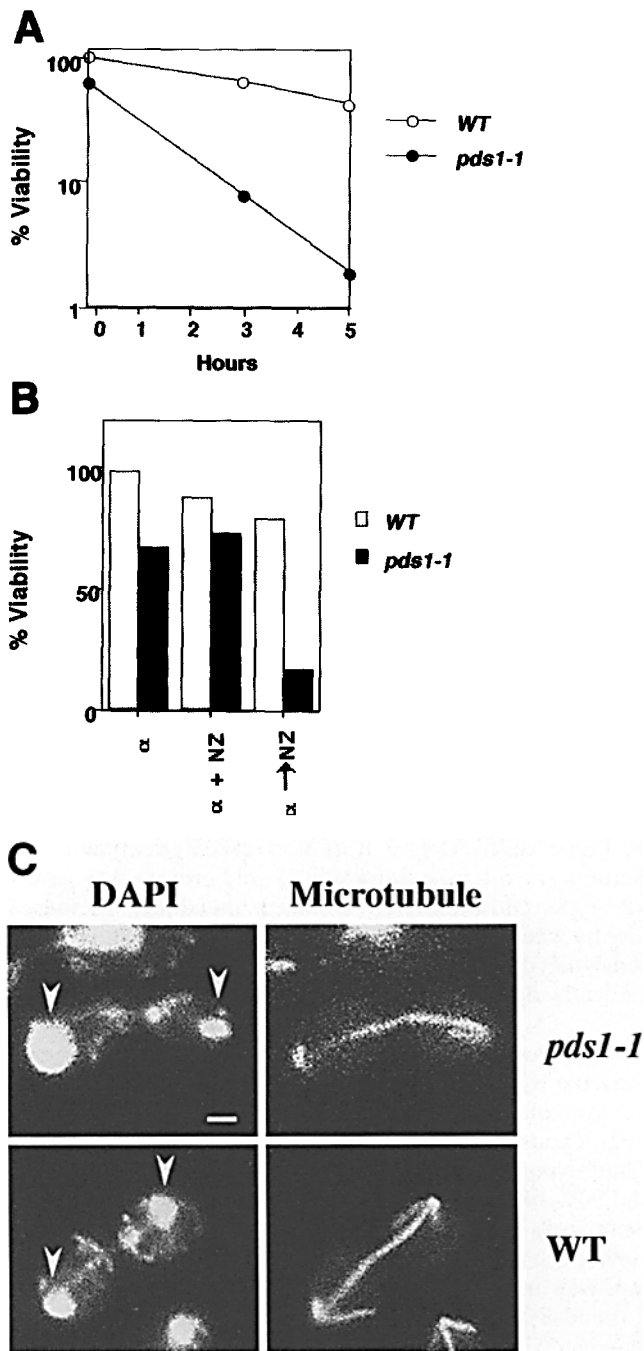 A
100
10
1
% Viability
0 1 2 3 4 5
Hours
WT
pds1-1
B
100
50
0
% Viability
α
α + NZ
α → NZ
WT
pds1-1
C
DAPI Microtubule
pds1-1
WT